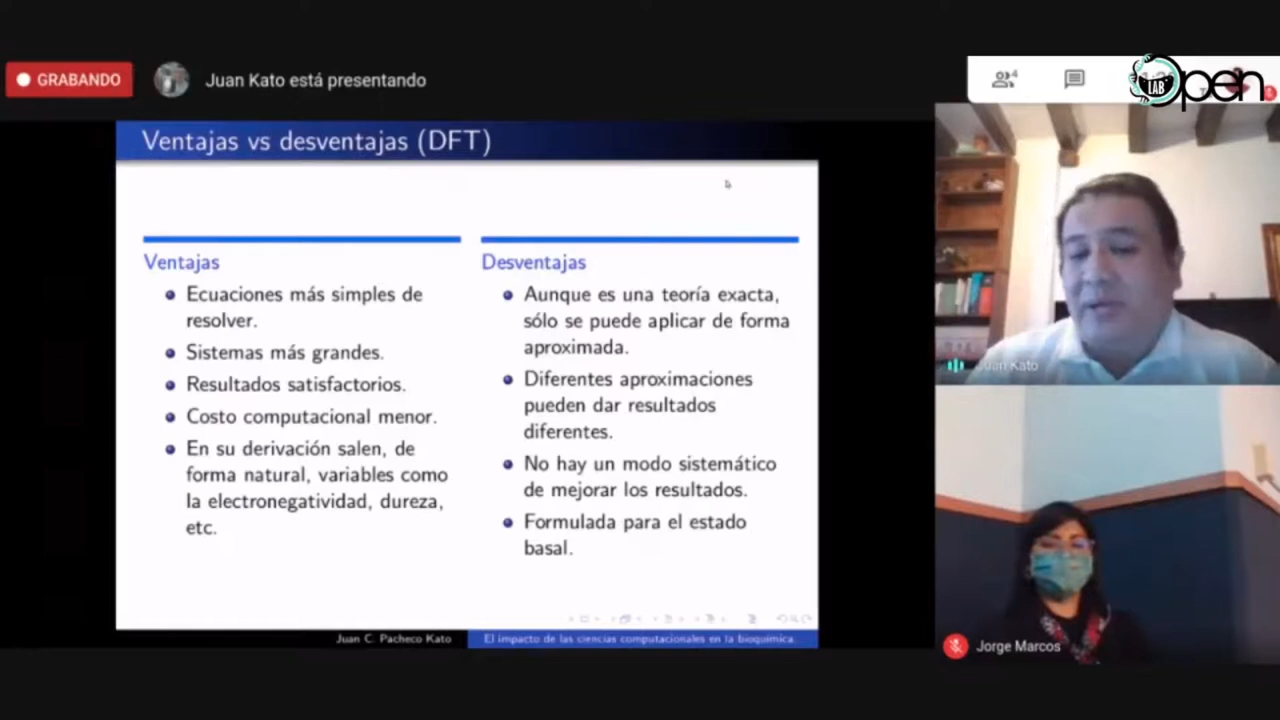 GRABANDO
Juan Kato está presentando
4
LAB
Open
Ventajas vs desventajas (DFT)
Ventajas
Ecuaciones más simples de
resolver.
Sistemas más grandes.
Resultados satisfactorios.
Costo computacional menor.
En su derivación salen, de
forma natural, variables como
la electronegatividad, dureza,
etc.
Desventajas
Aunque es una teoría exacta,
sólo se puede aplicar de forma
aproximada.
Diferentes aproximaciones
pueden dar resultados
diferentes.
No hay un modo sistemático
de mejorar los resultados.
Formulada para el estado
basal.
Juan C. Pacheco Kato
El impacto de las ciencias computacionales en la bioquímica.
Juan Kato
Jorge Marcos